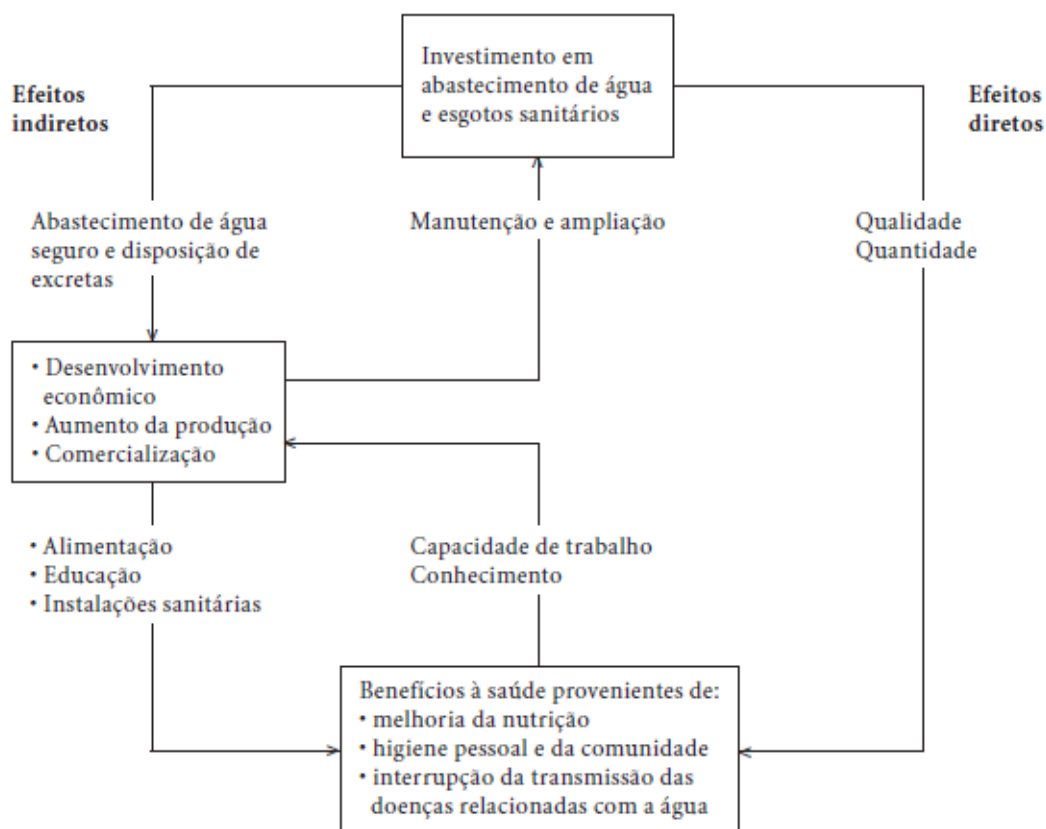 Investimento em
abastecimento de água
e esgotos sanitários
Efeitos
indiretos
Efeitos
diretos
Abastecimento de água
seguro e disposição de
excretas
Manutenção e ampliação
Qualidade
Quantidade
• Desenvolvimento
econômico
• Aumento da produção
• Comercialização
• Alimentação
• Educação
• Instalações sanitárias
Capacidade de trabalho
Conhecimento
Benefícios à saúde provenientes de:
• melhoria da nutrição
• higiene pessoal e da comunidade
• interrupção da transmissão das
doenças relacionadas com a água